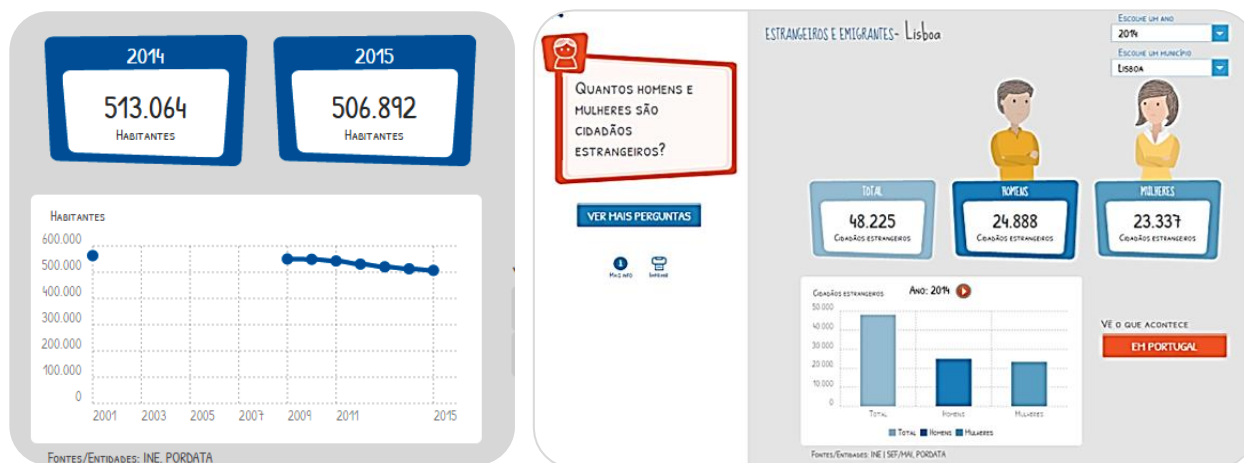 2014
513.064
Habitantes
2015
506.892
Habitantes
Habitantes
600.000
500.000
400.000
300.000
200.000
100.000
0
2001 2003 2005 2007 2009 2011 2015
Fontes/Entidades: INE, PORDATA
Quantos homens e
mulheres são
cidadãos
estrangeiros?
VER MAIS PERGUNTAS
Mais info Imprimir
ESTRANGEIROS E EMIGRANTES- Lisboa
Escolhe um ano
2014
Escolhe um município
Lisboa
TOTAL
48.225
Cidadãos estrangeiros
HOMENS
24.888
Cidadãos estrangeiros
MULHERES
23.337
Cidadãos estrangeiros
Cidadãos estrangeiros Ano: 2014
50.000
40.000
30.000
20.000
10.000
0
Total Homens Mulheres
Total Homens Mulheres
Fontes/Entidades: INE | SEF/MAI, PORDATA
Vê o que acontece
EM PORTUGAL